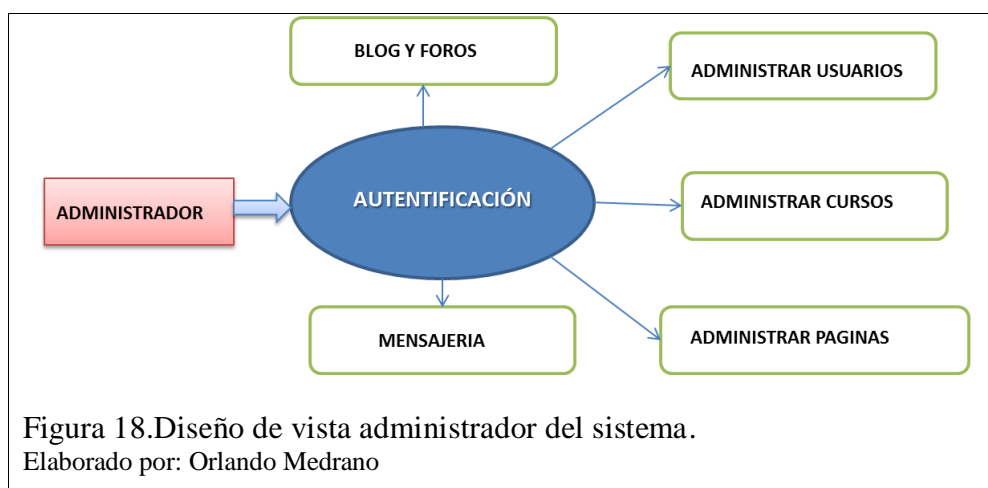 BLOG Y FOROS
ADMINISTRAR USUARIOS
ADMINISTRADOR
AUTENTIFICACIÓN
ADMINISTRAR CURSOS
MENSAJERIA
ADMINISTRAR PAGINAS
Figura 18.Diseño de vista administrador del sistema.
Elaborado por: Orlando Medrano